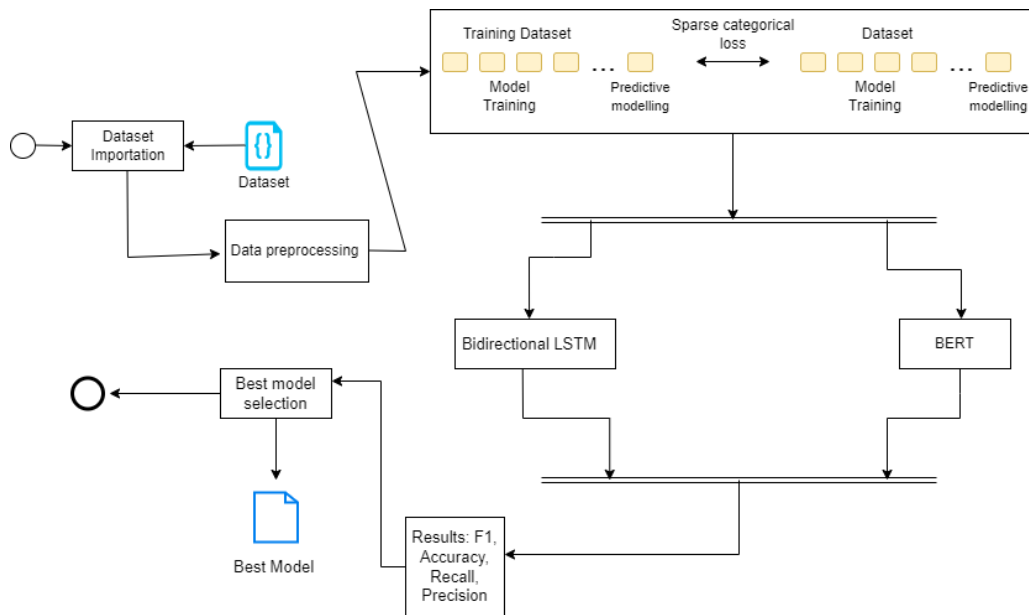 Training Dataset
Sparse categorical
loss
Dataset
...
...
Model
Training
Predictive
modelling
Model
Training
Predictive
modelling
Dataset
Importation
{}
Dataset
Data preprocessing
Bidirectional LSTM
BERT
Best model
selection
Best Model
Results: F1,
Accuracy,
Recall,
Precision